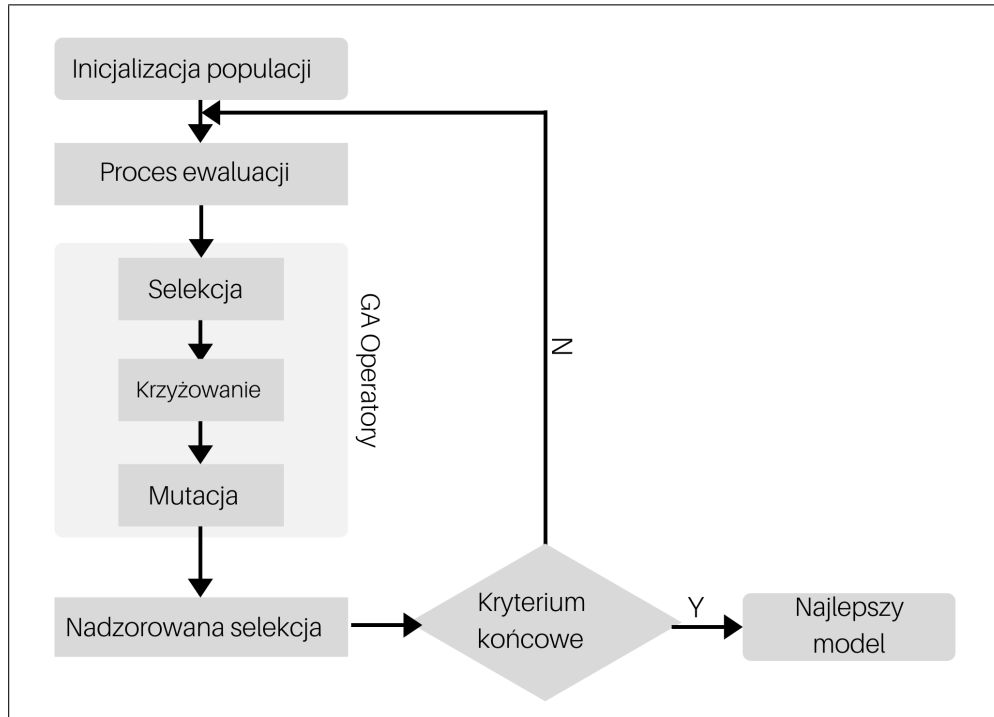 Inicjalizacja populacji
Proces ewaluacji
Selekcja
Krzyżowanie
Mutacja
GA Operatory
Nadzorowana selekcja
Kryterium
końcowe
N
Y
Najlepszy
model